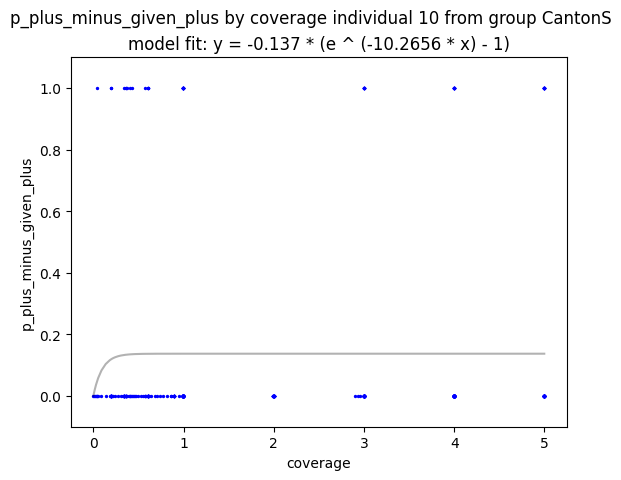 p_plus_minus_given_plus by coverage individual 10 from group CantonS
model fit: y = -0.137 * (e ^ (-10.2656 * x) - 1)
1.0
0.8
0.6
0.4
0.2
0.0
p_plus_minus_given_plus
0 1 2 3 4 5
coverage